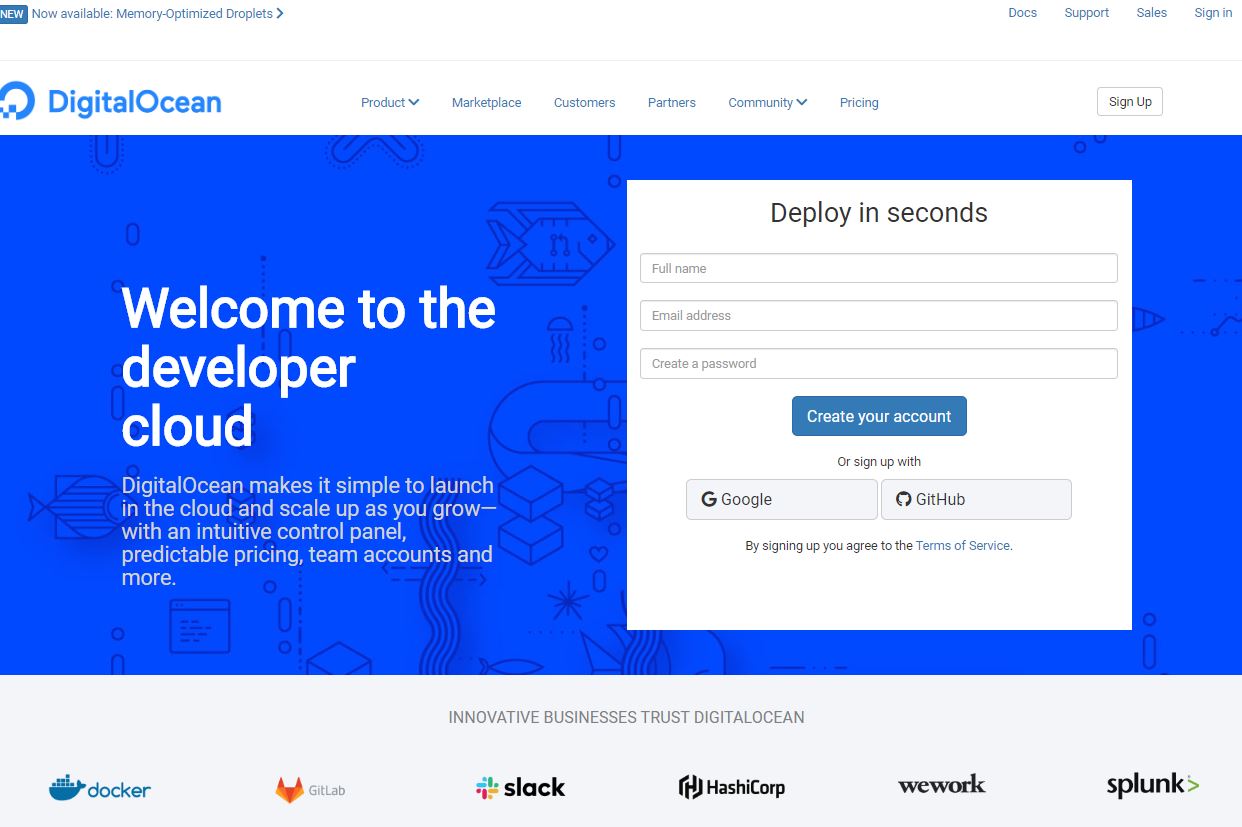 NEW Now available: Memory-Optimized Droplets
Docs Support Sales Sign in
DigitalOcean
Product Marketplace Customers Partners Community Pricing
Sign Up
Welcome to the
developer
cloud
DigitalOcean makes it simple to launch
in the cloud and scale up as you grow—
with an intuitive control panel,
predictable pricing, team accounts and
more.
Deploy in seconds
Full name
Email address
Create a password
Create your account
Or sign up with
Google GitHub
By signing up you agree to the Terms of Service.
INNOVATIVE BUSINESSES TRUST DIGITALOCEAN
docker GitLab slack HashiCorp wework splunk>